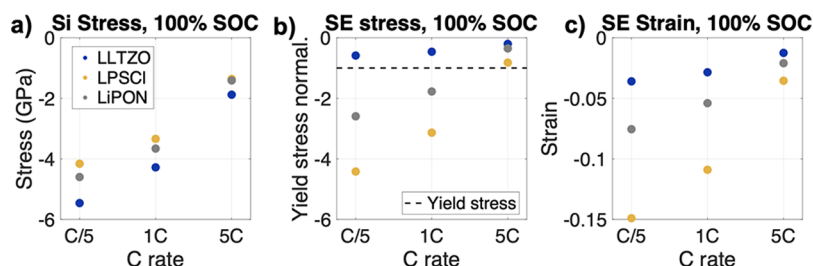 a) Si Stress, 100% SOC
0
-2
-4
-6
Stress (GPa)
LLTZO
LPSCl
LiPON
C/5 1C 5C
C rate
b) SE stress, 100% SOC
0
-2
-4
-6
Yield stress normal.
Yield stress
C/5 1C 5C
C rate
c) SE Strain, 100% SOC
0
-0.05
-0.1
-0.15
Strain
C/5 1C 5C
C rate